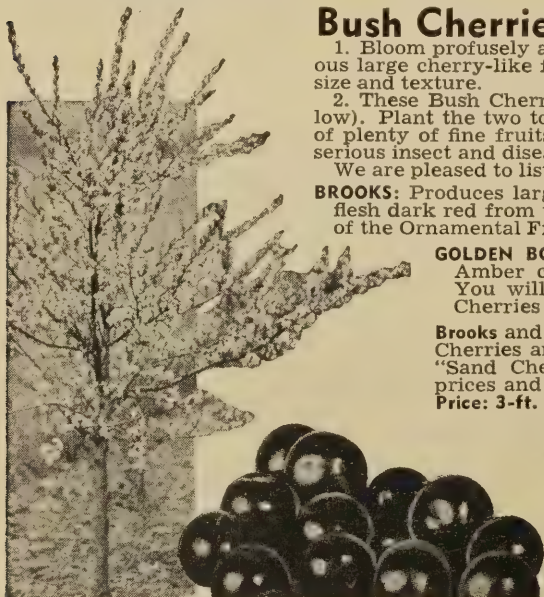 Bush Cherrie
1. Bloom profusely a
ous large cherry-like f
size and texture.
2. These Bush Cherr
low). Plant the two to
of plenty of fine fruits
serious insect and dise
We are pleased to list
BROOKS: Produces larg
flesh dark red from
of the Ornamental F
GOLDEN BO
Amber c
You will
Cherries
Brooks and
Cherries a
"Sand Che
prices and
Price: 3-ft.